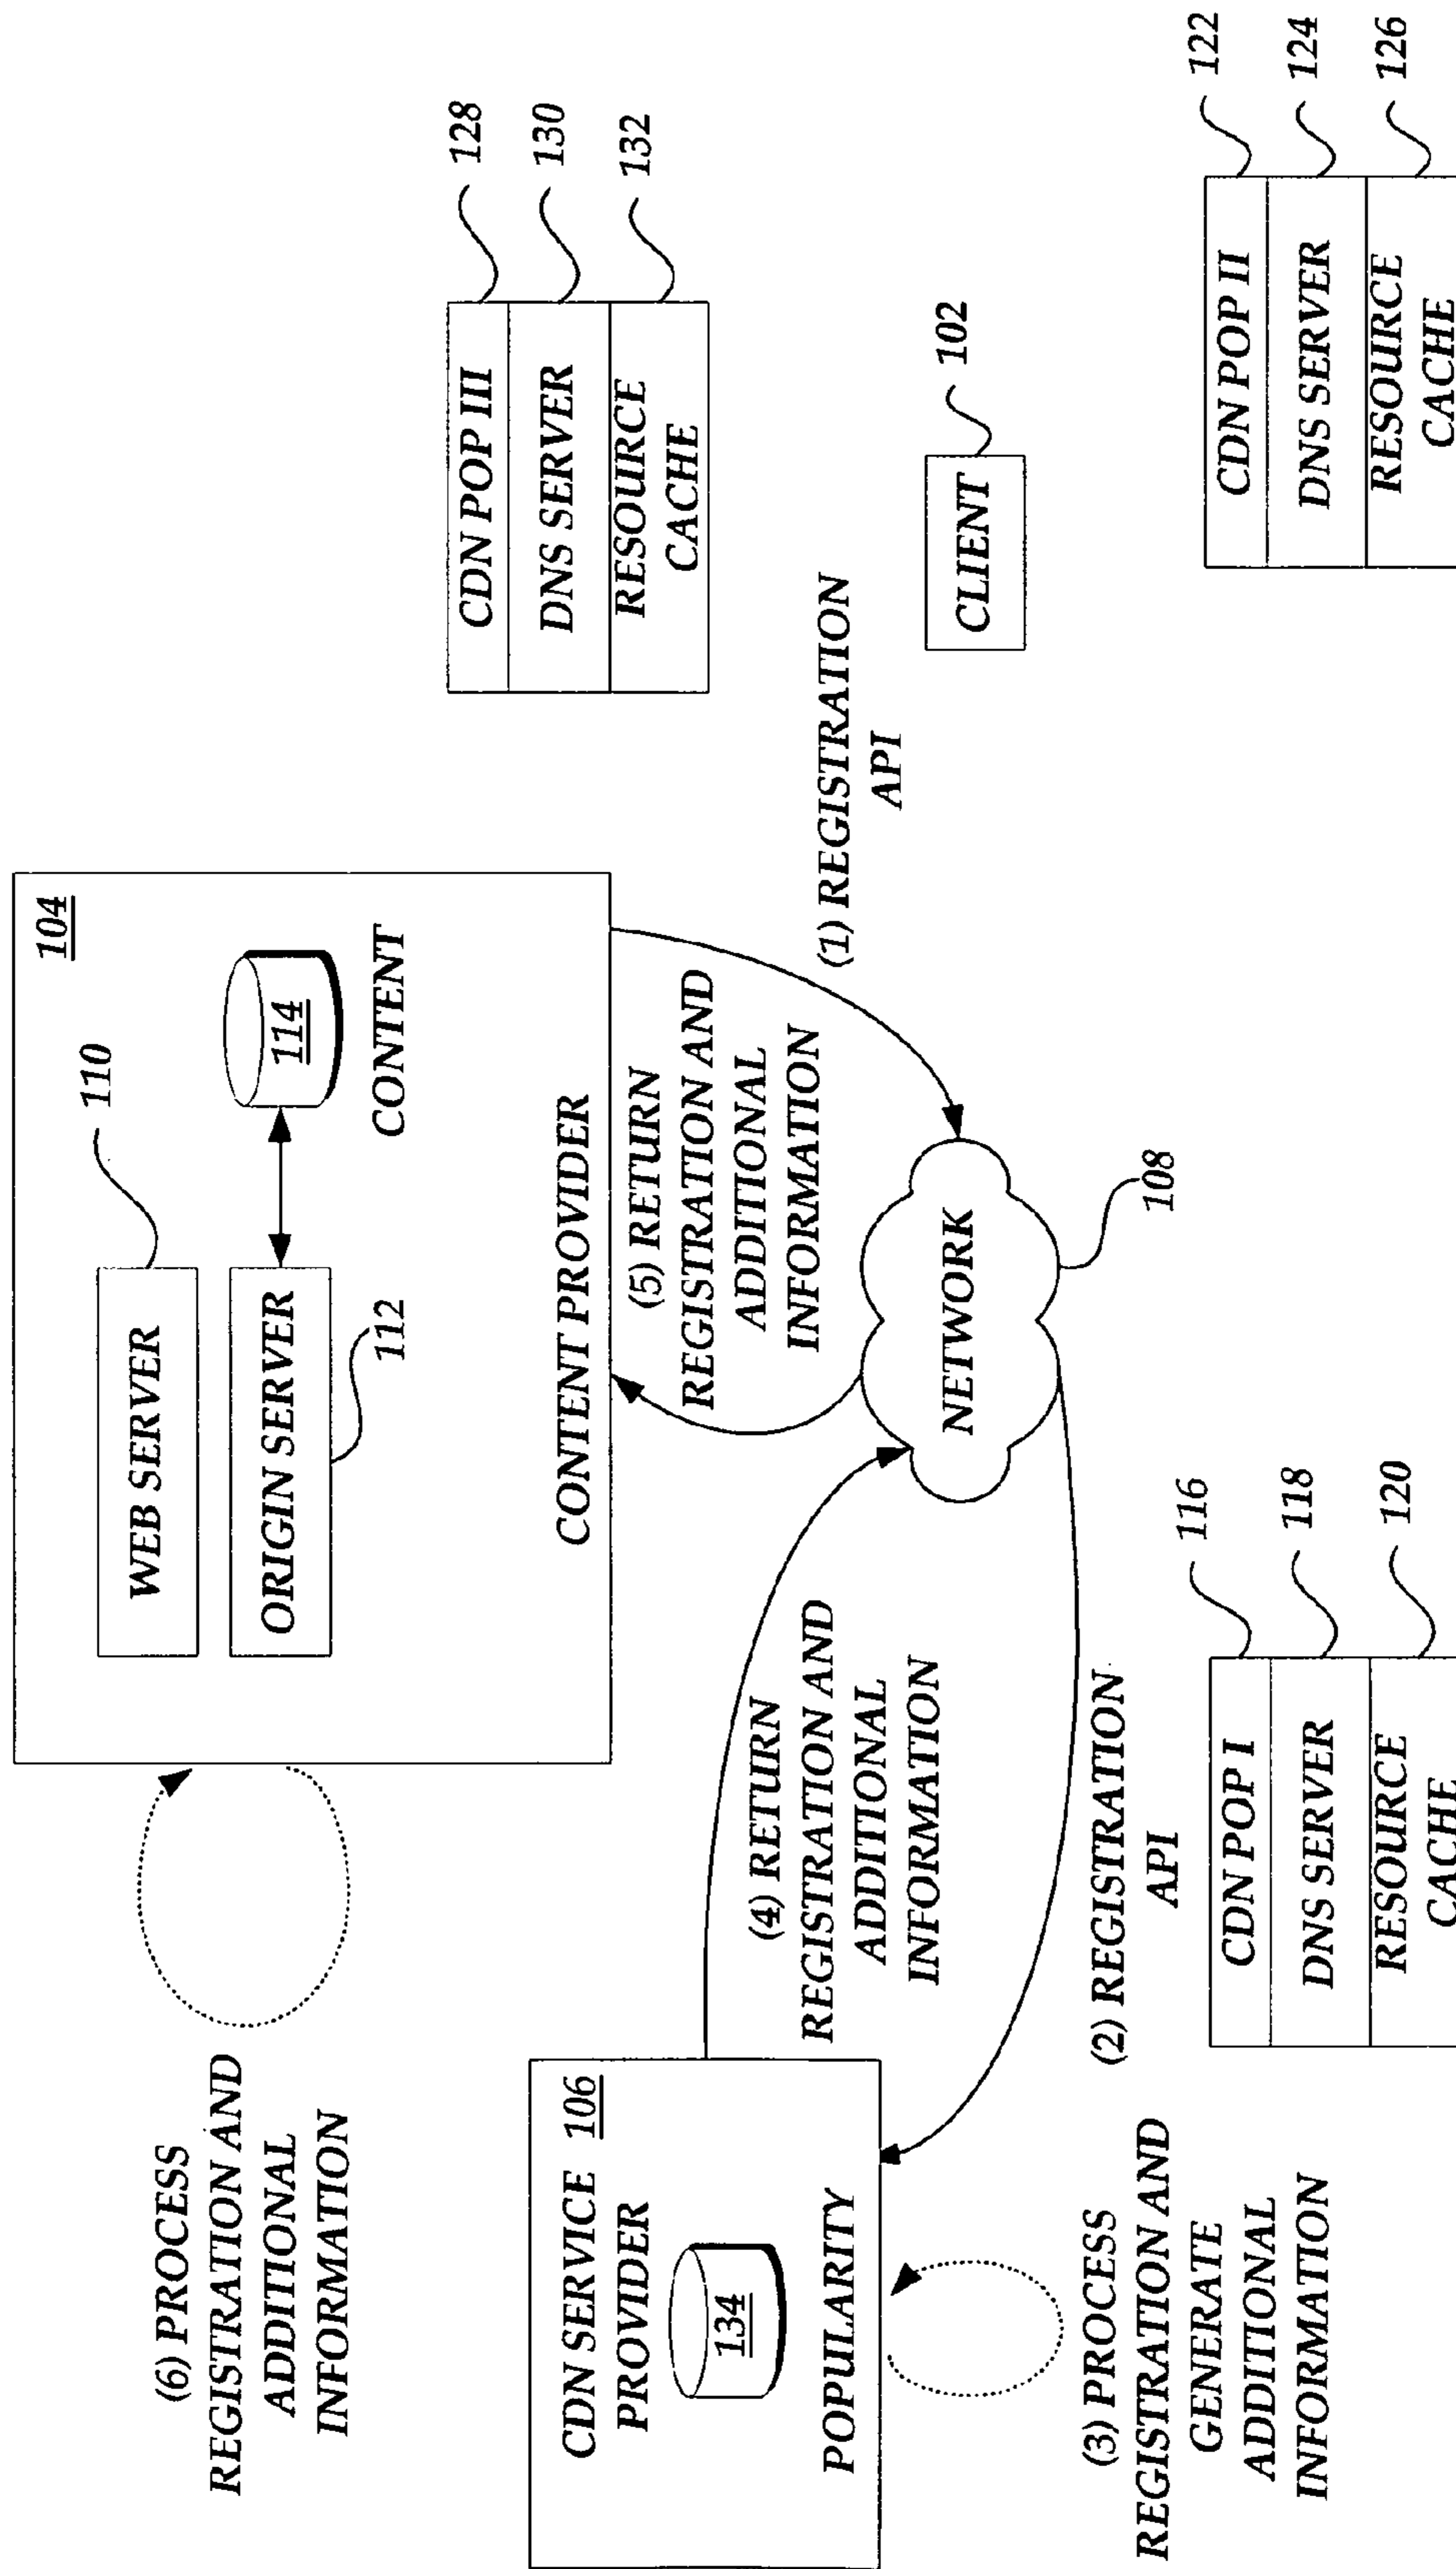 (6) PROCESS
REGISTRATION AND
ADDITIONAL
INFORMATION
104
WEB SERVER
110
ORIGIN SERVER
112
114
CONTENT
CONTENT PROVIDER
CDN SERVICE 106
PROVIDER
134
POPULARITY
(4) RETURN
REGISTRATION AND
ADDITIONAL
INFORMATION
(5) RETURN
REGISTRATION AND
ADDITIONAL
INFORMATION
(1) REGISTRATION
API
CDN POP III
128
DNS SERVER
130
RESOURCE
CACHE
132
NETWORK
108
CLIENT
102
(3) PROCESS
REGISTRATION AND
GENERATE
ADDITIONAL
INFORMATION
(2) REGISTRATION
API
CDN POP I
116
DNS SERVER
118
RESOURCE
CACHE
120
CDN POP II
122
DNS SERVER
124
RESOURCE
CACHE
126